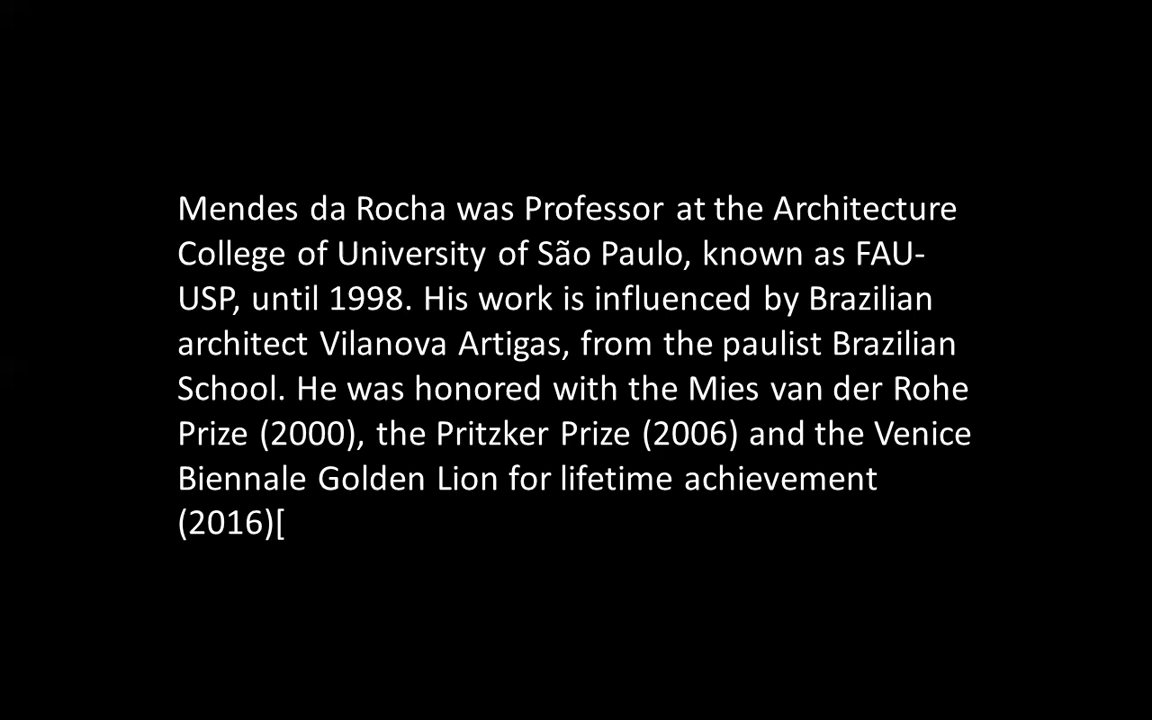 Mendes da Rocha was Professor at the Architecture
College of University of São Paulo, known as FAU-
USP, until 1998. His work is influenced by Brazilian
architect Vilanova Artigas, from the paulist Brazilian
School. He was honored with the Mies van der Rohe
Prize (2000), the Pritzker Prize (2006) and the Venice
Biennale Golden Lion for lifetime achievement
(2016)[